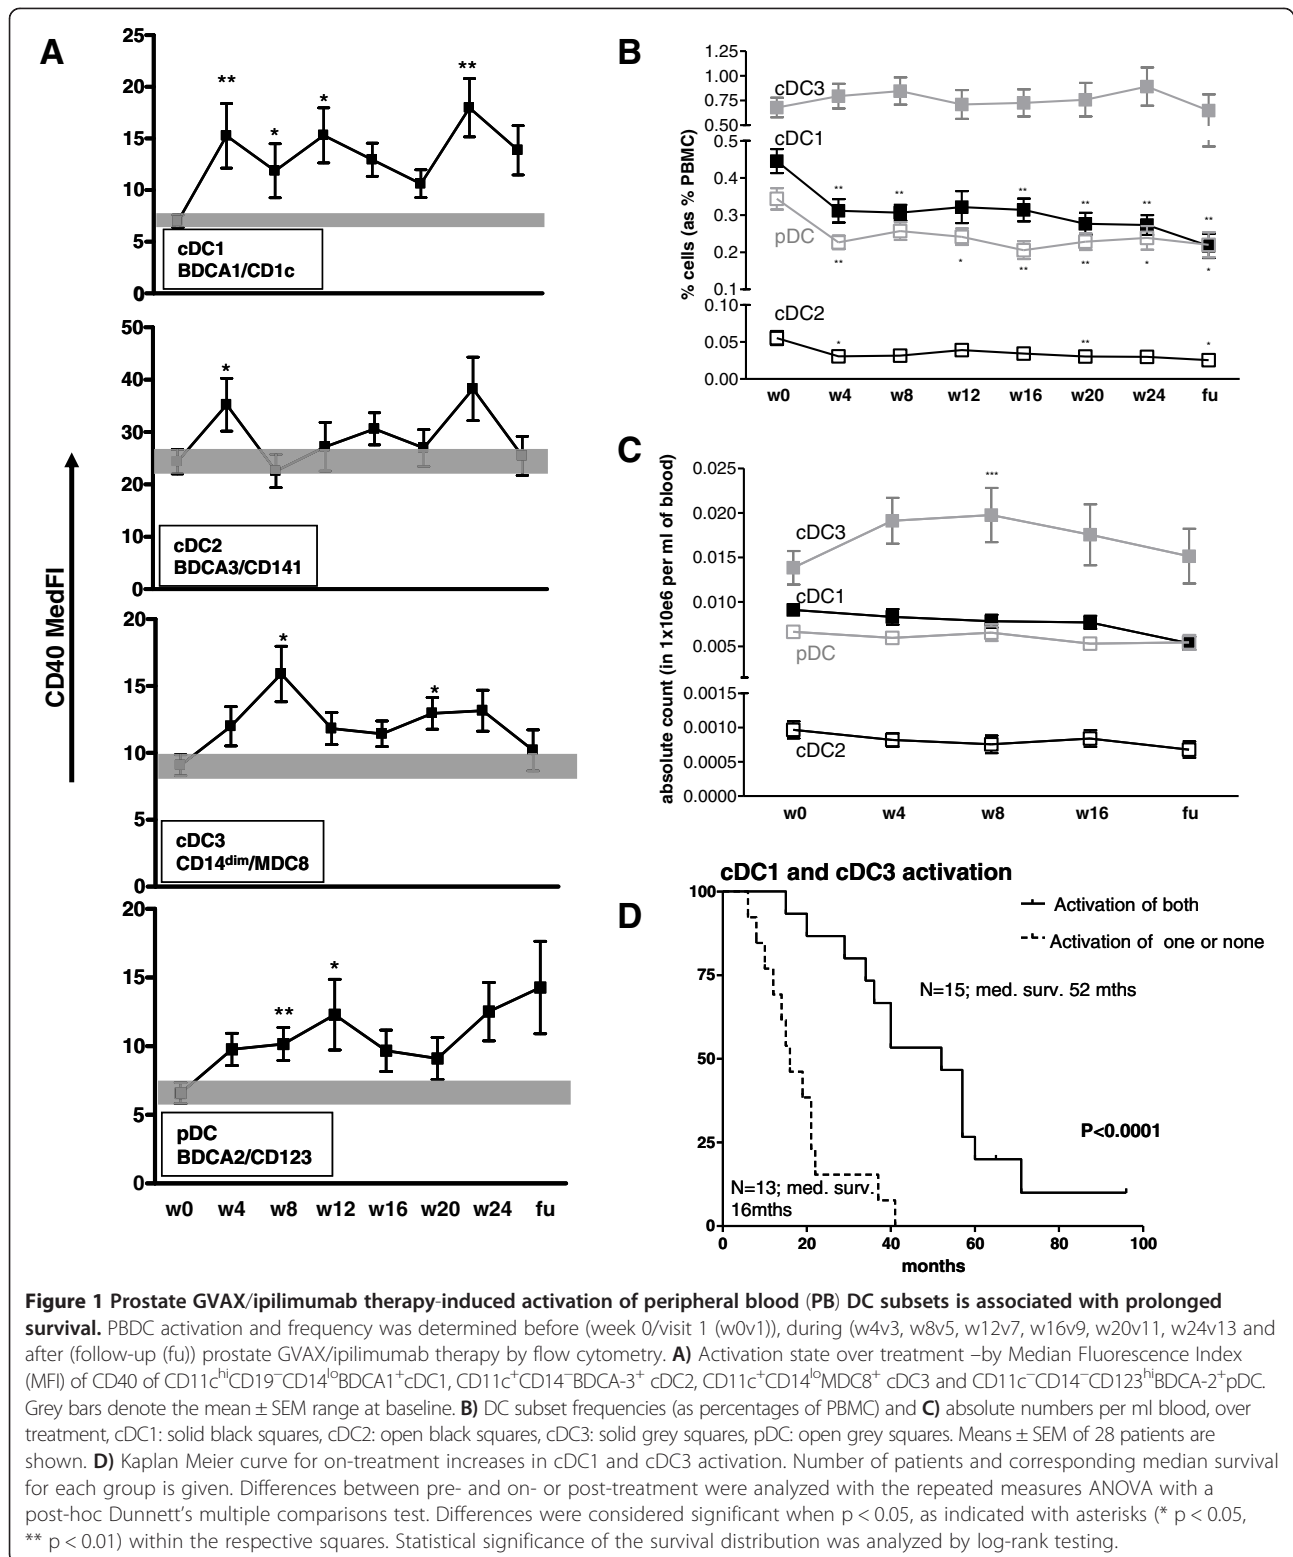 A
25
20
15
10
5
0
** * * **
cDC1
BDCA1/CD1c
50
40
30
20
10
0
*
cDC2
BDCA3/CD141
20
15
10
5
0
* *
cDC3
CD14dim/MDC8
20
15
10
5
0
** *
pDC
BDCA2/CD123
w0 w4 w8 w12 w16 w20 w24 fu
CD40 MedFI
B
% cells (as % PBMC)
1.25
1.00
0.75
0.50
0.5
0.4
0.3
0.2
0.1
0.10
0.05
0.00
cDC3
cDC1
** ** ** ** ** **
pDC
** * ** ** * *
cDC2
* ** *
w0 w4 w8 w12 w16 w20 w24 fu
C
absolute count (in 1x10e6 per ml of blood)
0.025
0.020
0.015
0.010
0.005
0.0015
0.0010
0.0005
0.0000
***
cDC3
cDC1
pDC
cDC2
w0 w4 w8 w16 fu
D
cDC1 and cDC3 activation
100
75
50
25
0
Activation of both
Activation of one or none
N=15; med. surv. 52 mths
P<0.0001
N=13; med. surv.
16mths
0 20 40 60 80 100
months
Figure 1 Prostate GVAX/ipilimumab therapy-induced activation of peripheral blood (PB) DC subsets is associated with prolonged
survival. PBDC activation and frequency was determined before (week 0/visit 1 (w0v1)), during (w4v3, w8v5, w12v7, w16v9, w20v11, w24v13 and
after (follow-up (fu)) prostate GVAX/ipilimumab therapy by flow cytometry. A) Activation state over treatment –by Median Fluorescence Index
(MFI) of CD40 of CD11chiCD19−CD14loBDCA1+cDC1, CD11c+CD14−BDCA-3+ cDC2, CD11c+CD14loMDC8+ cDC3 and CD11c−CD14−CD123hiBDCA-2+pDC.
Grey bars denote the mean ± SEM range at baseline. B) DC subset frequencies (as percentages of PBMC) and C) absolute numbers per ml blood, over
treatment, cDC1: solid black squares, cDC2: open black squares, cDC3: solid grey squares, pDC: open grey squares. Means ± SEM of 28 patients are
shown. D) Kaplan Meier curve for on-treatment increases in cDC1 and cDC3 activation. Number of patients and corresponding median survival
for each group is given. Differences between pre- and on- or post-treatment were analyzed with the repeated measures ANOVA with a
post-hoc Dunnett's multiple comparisons test. Differences were considered significant when p < 0.05, as indicated with asterisks (* p < 0.05,
** p < 0.01) within the respective squares. Statistical significance of the survival distribution was analyzed by log-rank testing.